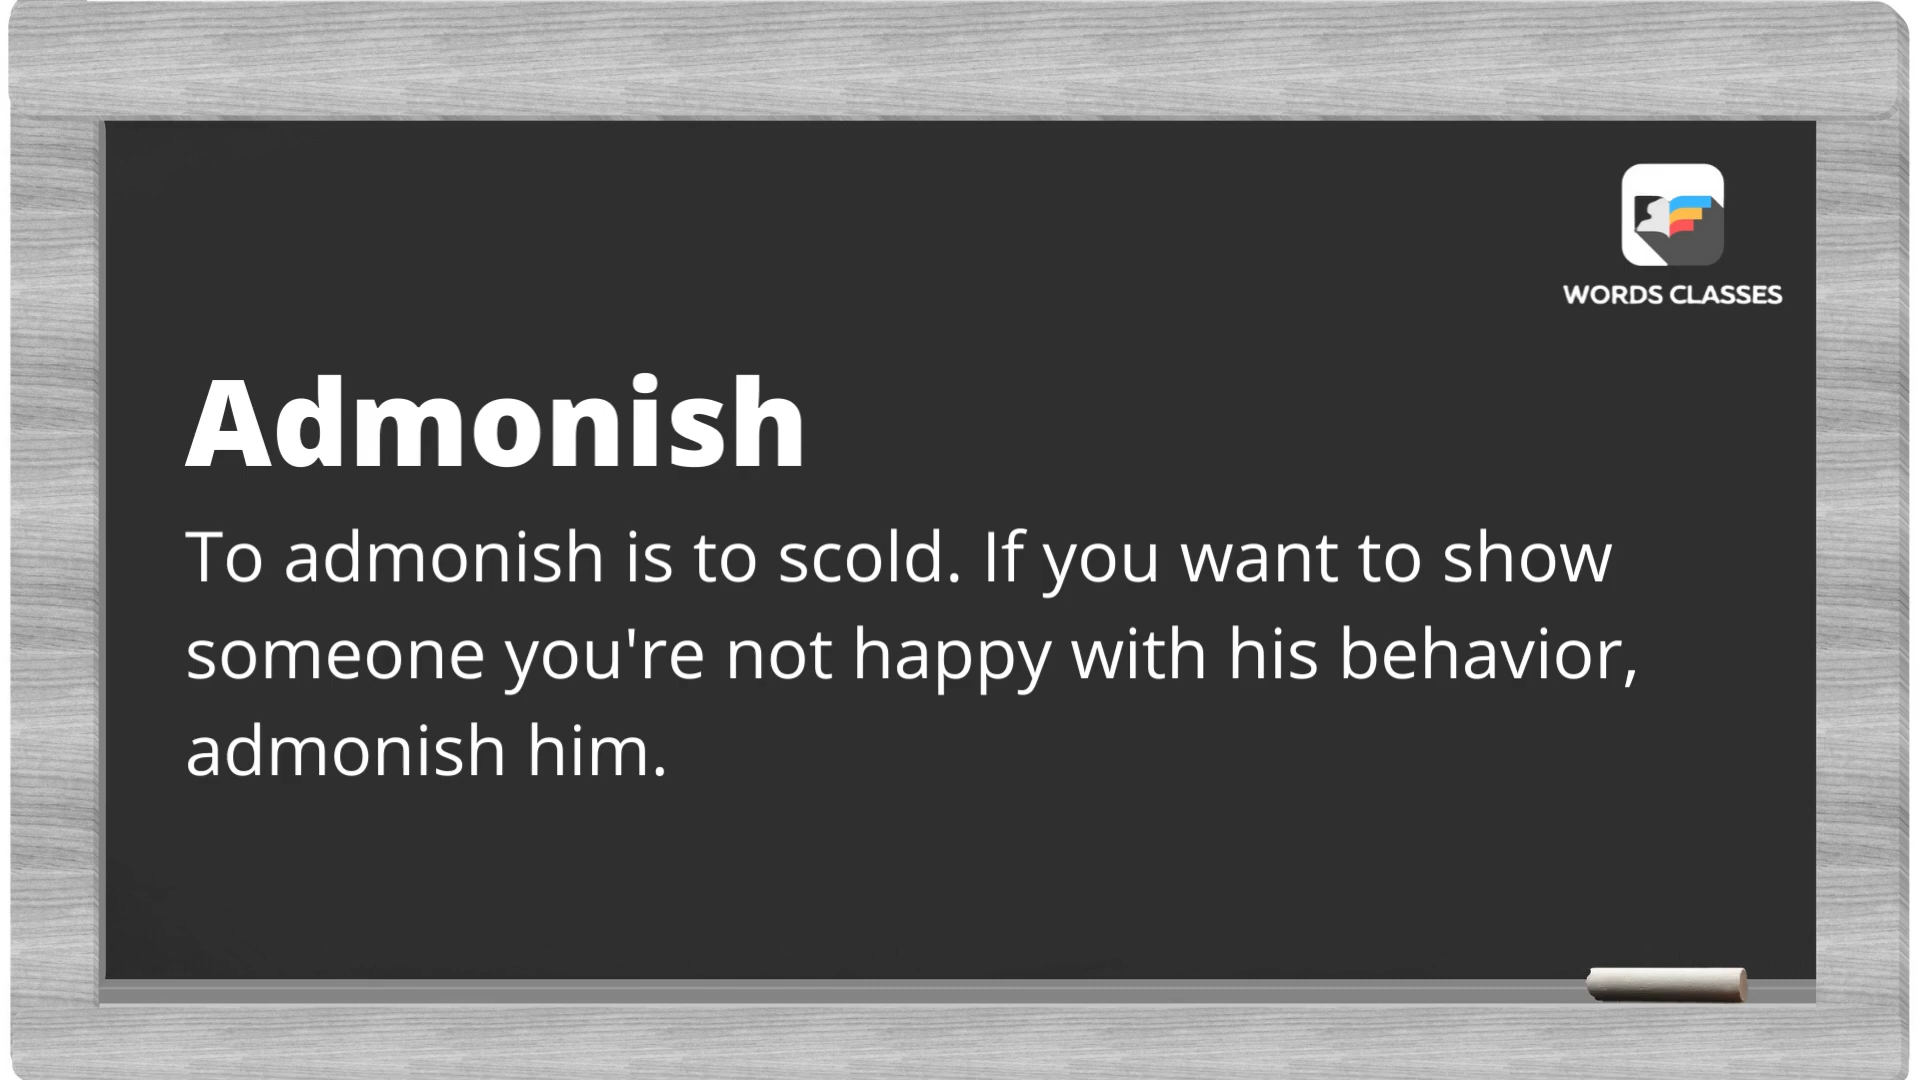 WORDS CLASSES
Admonish
To admonish is to scold. If you want to show
someone you're not happy with his behavior,
admonish him.